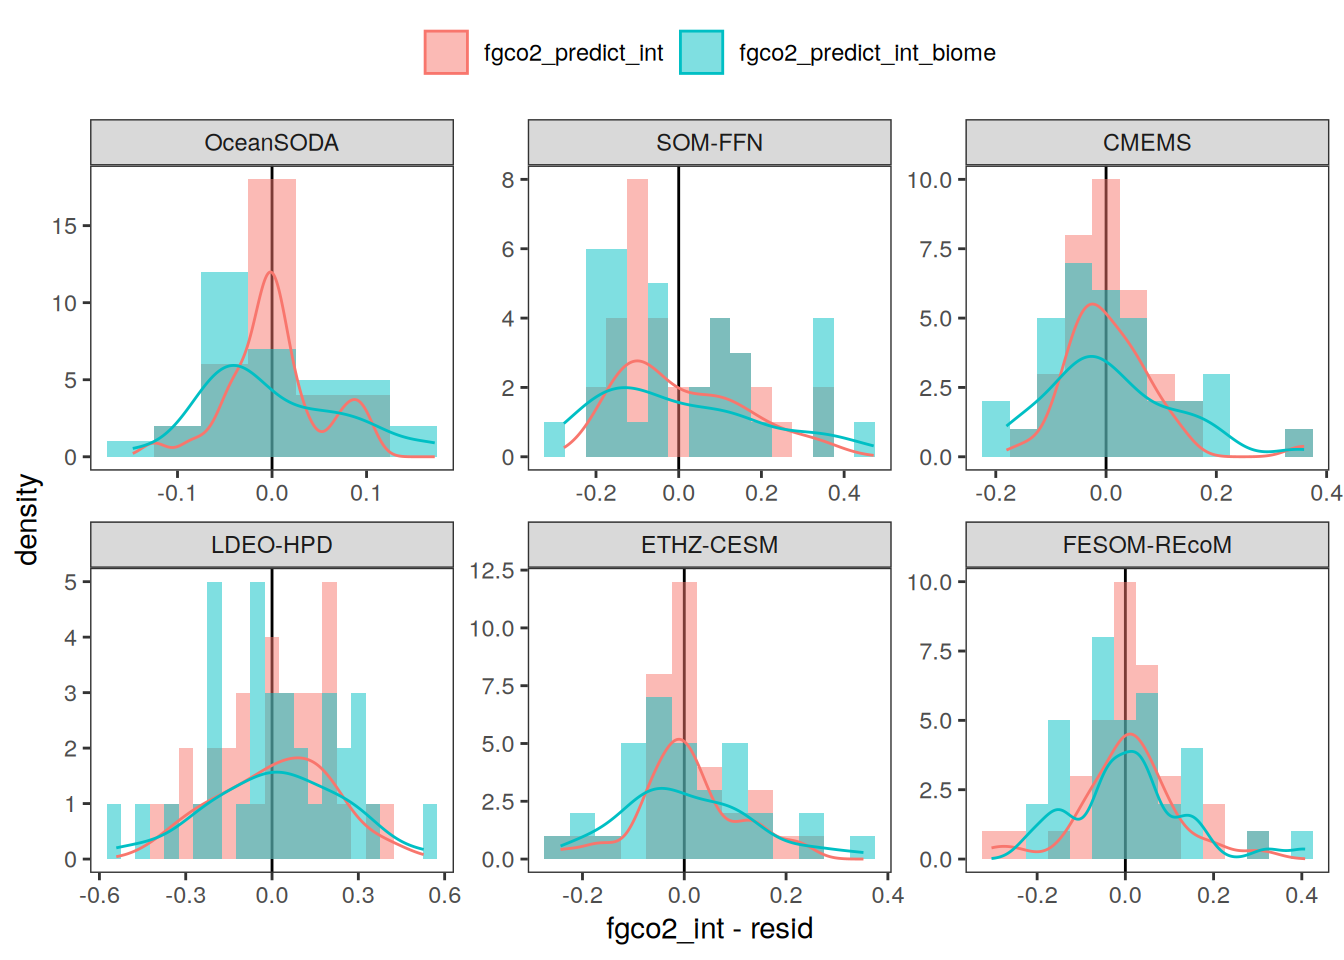 fgco2_predict_int fgco2_predict_int_biome
OceanSODA SOM-FFN CMEMS
15
10
5
0
-0.1 0.0 0.1
8
6
4
2
0
-0.2 0.0 0.2 0.4
10.0
7.5
5.0
2.5
0.0
-0.2 0.0 0.2 0.4
density
LDEO-HPD ETHZ-CESM FESOM-REcoM
5
4
3
2
1
0
-0.6 -0.3 0.0 0.3 0.6
12.5
10.0
7.5
5.0
2.5
0.0
-0.2 0.0 0.2 0.4
10.0
7.5
5.0
2.5
0.0
-0.2 0.0 0.2 0.4
fgco2_int - resid